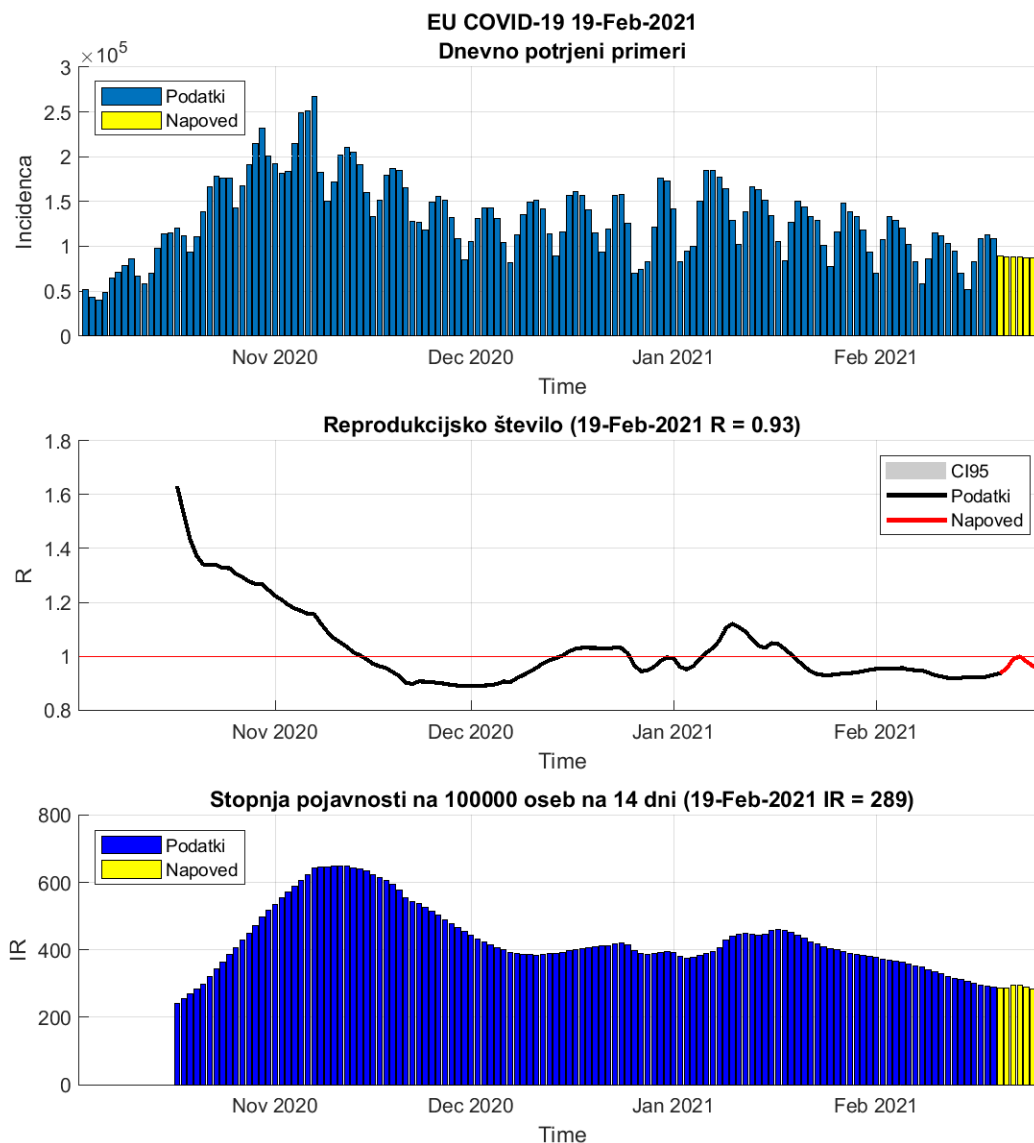 EU COVID-19 19-Feb-2021
Dnevno potrjeni primeri
×10^5
3
2.5
2
1.5
1
0.5
0
Incidenca
Podatki
Napoved
Nov 2020
Dec 2020
Jan 2021
Feb 2021
Time
Reprodukcijsko število (19-Feb-2021 R = 0.93)
1.8
1.6
1.4
1.2
1
0.8
R
CI95
Podatki
Napoved
Nov 2020
Dec 2020
Jan 2021
Feb 2021
Time
Stopnja pojavnosti na 100000 oseb na 14 dni (19-Feb-2021 IR = 289)
800
600
400
200
0
IR
Podatki
Napoved
Nov 2020
Dec 2020
Jan 2021
Feb 2021
Time